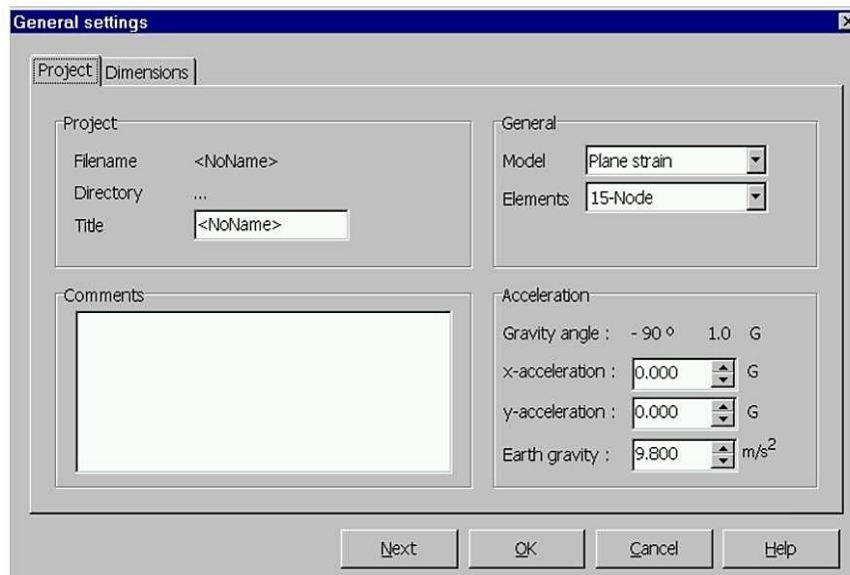 General settings
Project Dimensions
Project
Filename <NoName>
Directory ...
Title <NoName>
General
Model Plane strain
Elements 15-Node
Comments
Acceleration
Gravity angle : - 90 º 1.0 G
x-acceleration : 0.000 G
y-acceleration : 0.000 G
Earth gravity : 9.800 m/s²
Next OK Cancel Help